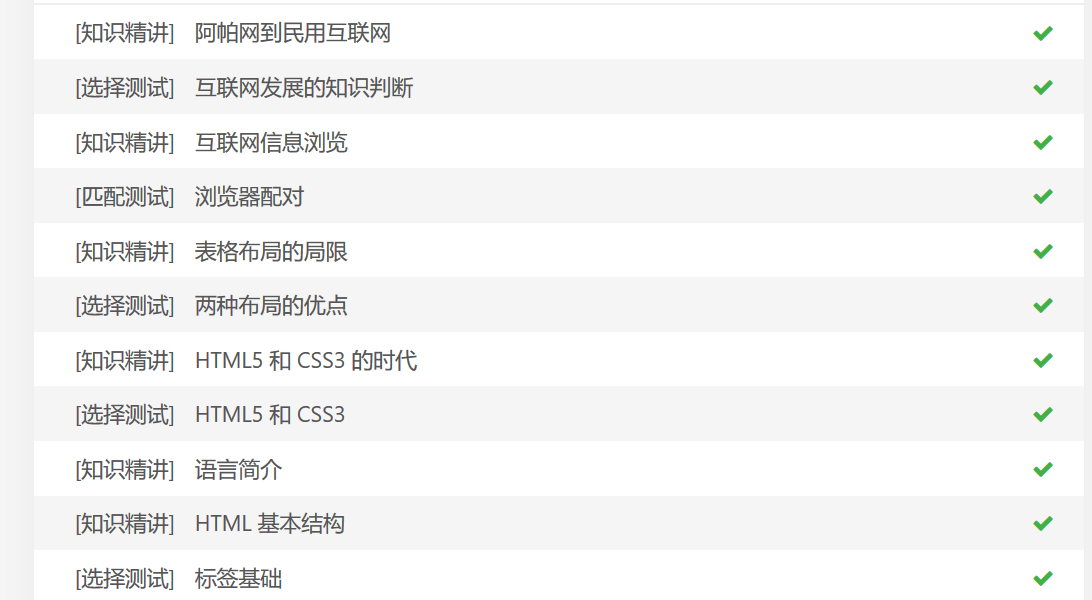 [知识精讲] 阿帕网到民用互联网
[选择测试] 互联网发展的知识判断
[知识精讲] 互联网信息浏览
[匹配测试] 浏览器配对
[知识精讲] 表格布局的局限
[选择测试] 两种布局的优点
[知识精讲] HTML5 和 CSS3 的时代
[选择测试] HTML5 和 CSS3
[知识精讲] 语言简介
[知识精讲] HTML 基本结构
[选择测试] 标签基础